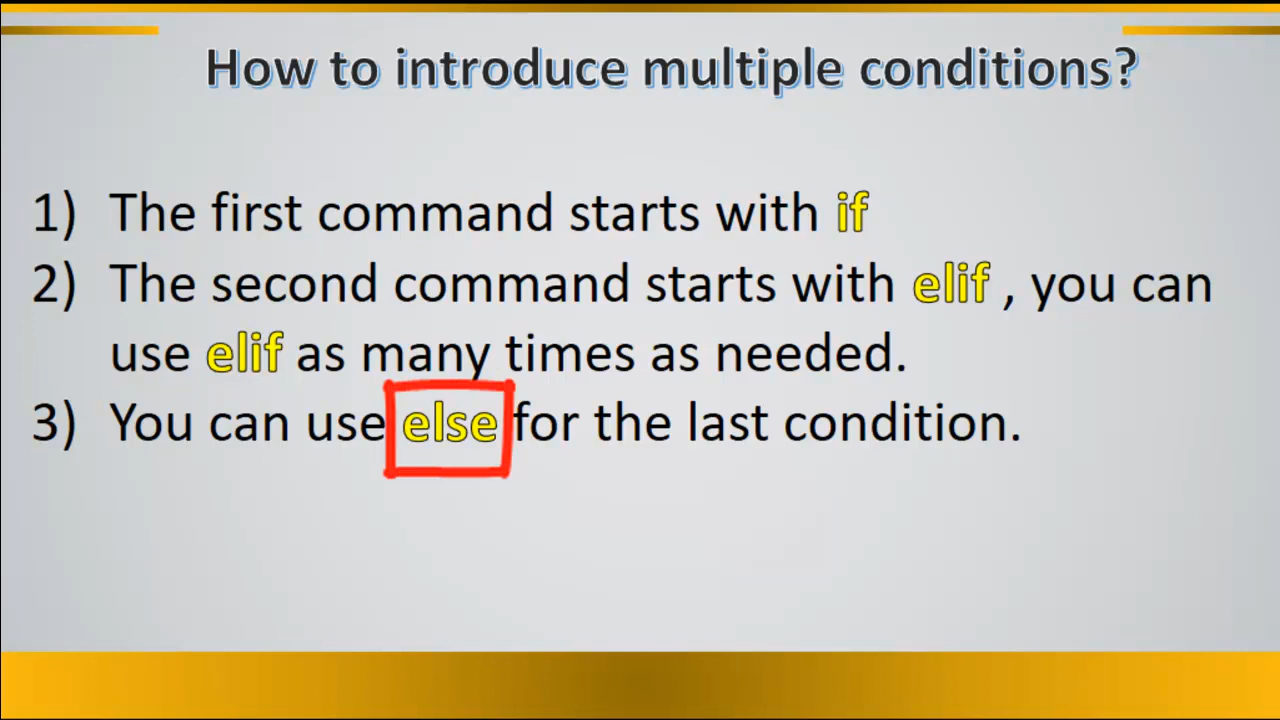 How to introduce multiple conditions?
1) The first command starts with if
2) The second command starts with elif , you can
use elif as many times as needed.
3) You can use else for the last condition.